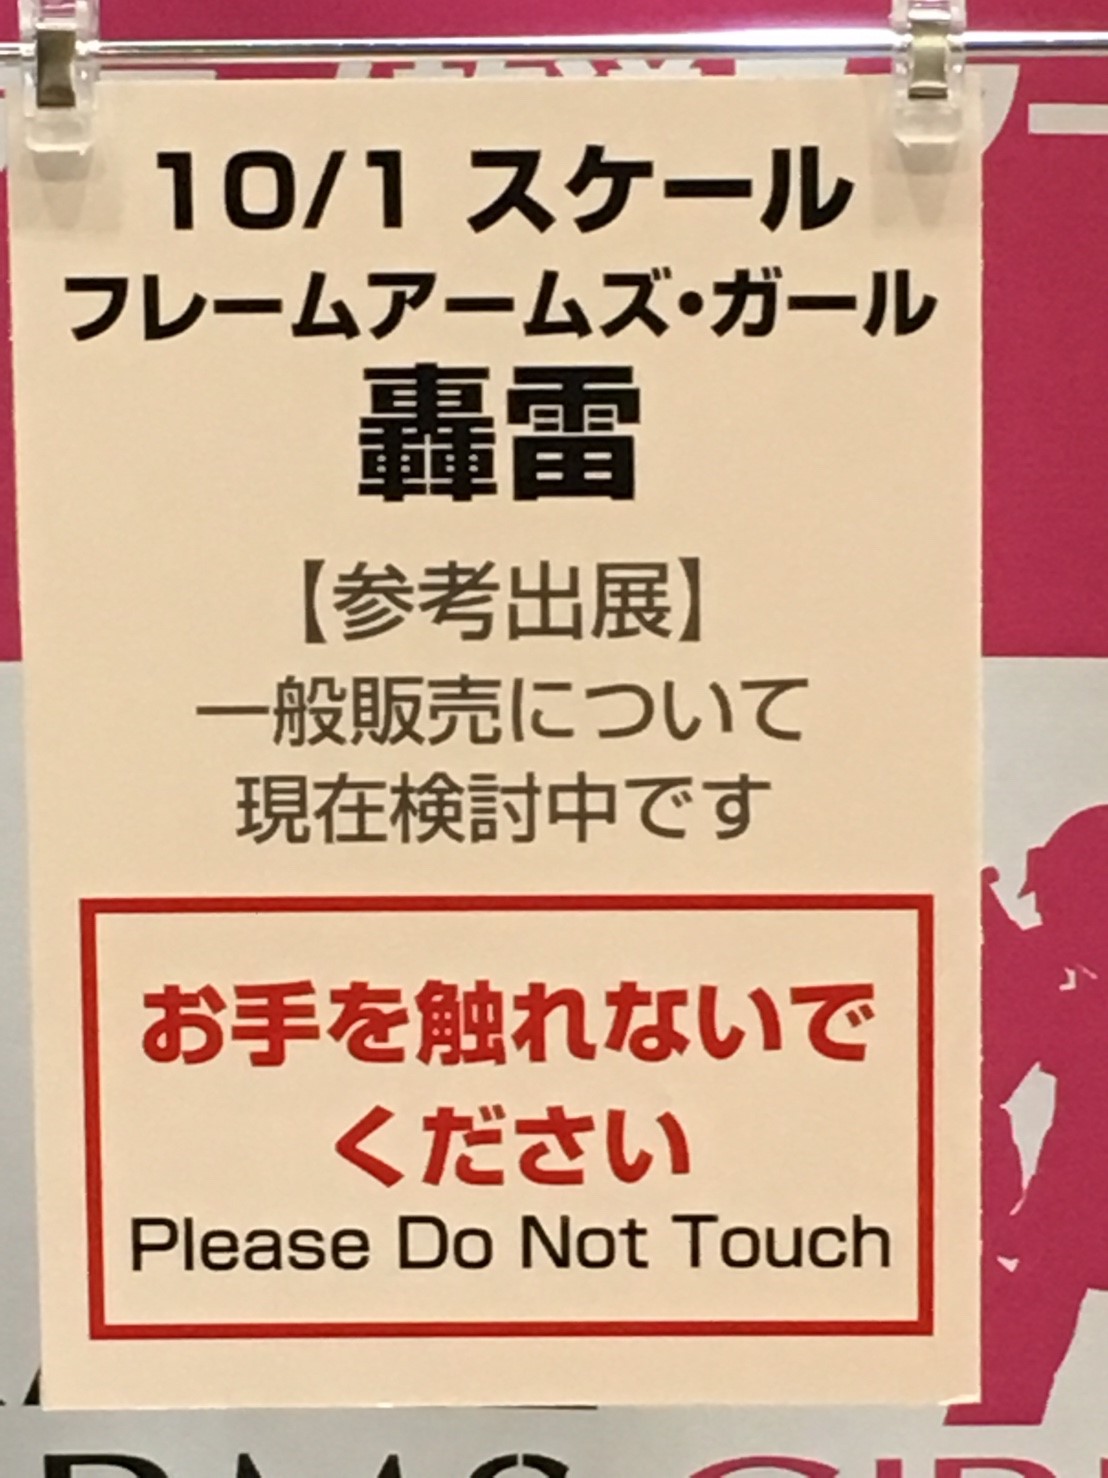 10/1 スケール
フレームアームズ・ガール
轟雷
【参考出展】
一般販売について
現在検討中です
お手を触れないで
ください
Please Do Not Touch